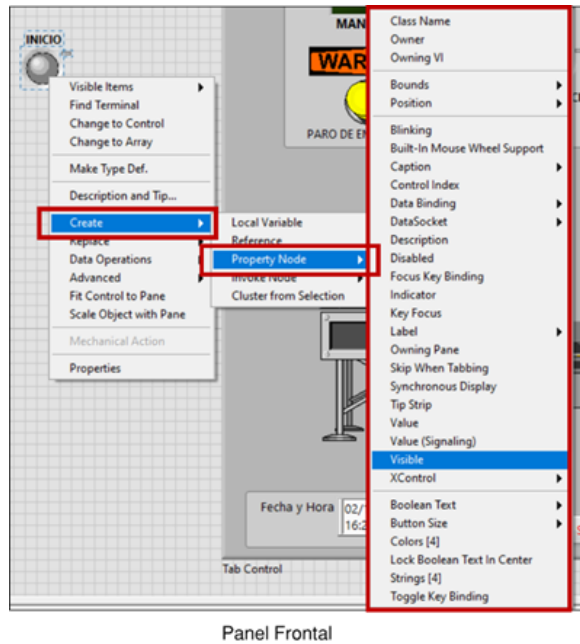 INICIO
Visible Items
Find Terminal
Change to Control
Change to Array
Make Type Def.
Description and Tip...
Create
Replace
Data Operations
Advanced
Fit Control to Pane
Scale Object with Pane
Mechanical Action
Properties
Local Variable
Reference
Property Node
Invoke Node
Cluster from Selection
MAN
WAR
PARO DE EM
Class Name
Owner
Owning VI
Bounds
Position
Blinking
Built-In Mouse Wheel Support
Caption
Control Index
Data Binding
DataSocket
Description
Disabled
Focus Key Binding
Indicator
Key Focus
Label
Owning Pane
Skip When Tabbing
Synchronous Display
Tip Strip
Value
Value (Signaling)
Visible
XControl
Boolean Text
Button Size
Colors [4]
Lock Boolean Text In Center
Strings [4]
Toggle Key Binding
Fecha y Hora
02/
16:2
Tab Control
Panel Frontal